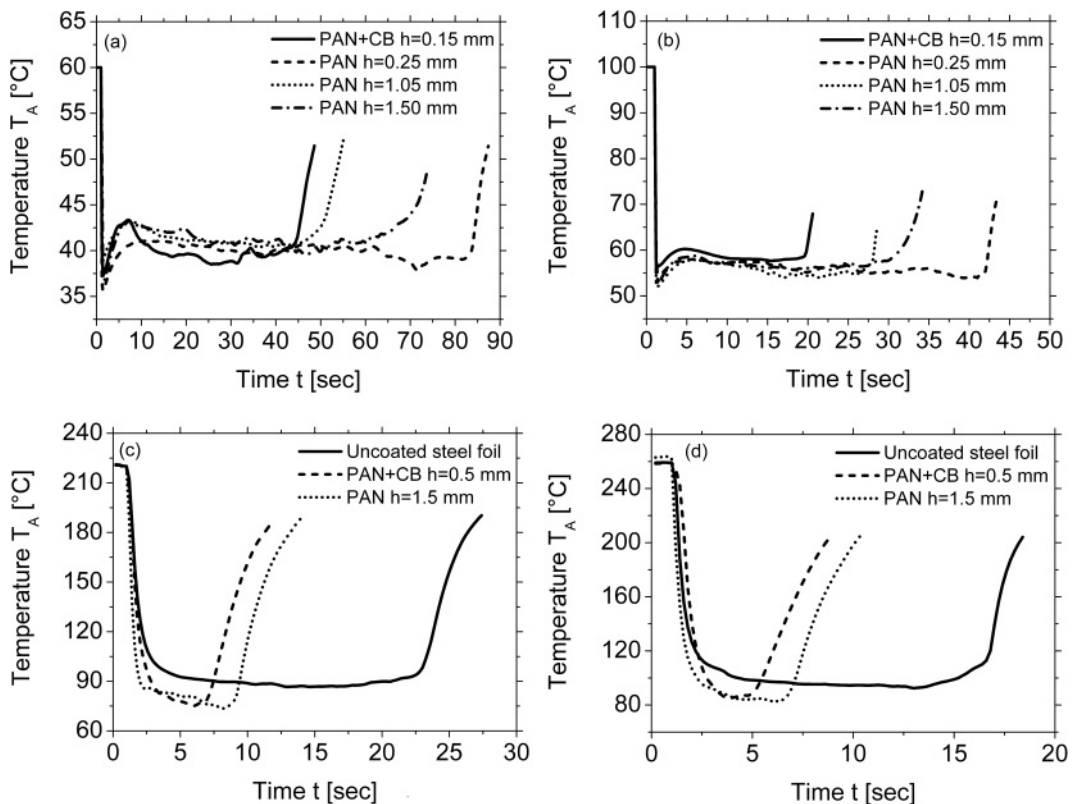 (a)
PAN+CB h=0.15 mm
PAN h=0.25 mm
PAN h=1.05 mm
PAN h=1.50 mm
Temperature T_A [°C]
65
60
55
50
45
40
35
0 10 20 30 40 50 60 70 80 90
Time t [sec]
(b)
PAN+CB h=0.15 mm
PAN h=0.25 mm
PAN h=1.05 mm
PAN h=1.50 mm
Temperature T_A [°C]
110
100
90
80
70
60
50
0 5 10 15 20 25 30 35 40 45 50
Time t [sec]
(c)
Uncoated steel foil
PAN+CB h=0.5 mm
PAN h=1.5 mm
Temperature T_A [°C]
240
210
180
150
120
90
60
0 5 10 15 20 25 30
Time t [sec]
(d)
Uncoated steel foil
PAN+CB h=0.5 mm
PAN h=1.5 mm
Temperature T_A [°C]
280
240
200
160
120
80
0 5 10 15 20
Time t [sec]